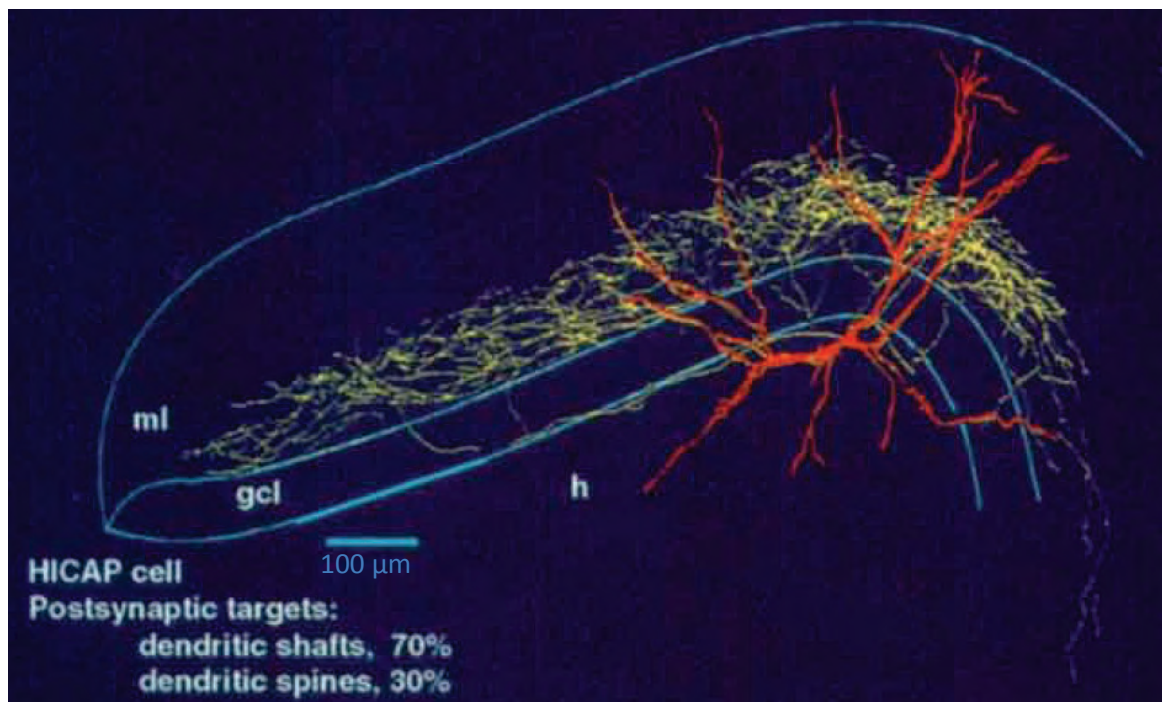 ml
gcl
h
100 μm
HICAP cell
Postsynaptic targets:
dendritic shafts, 70%
dendritic spines, 30%